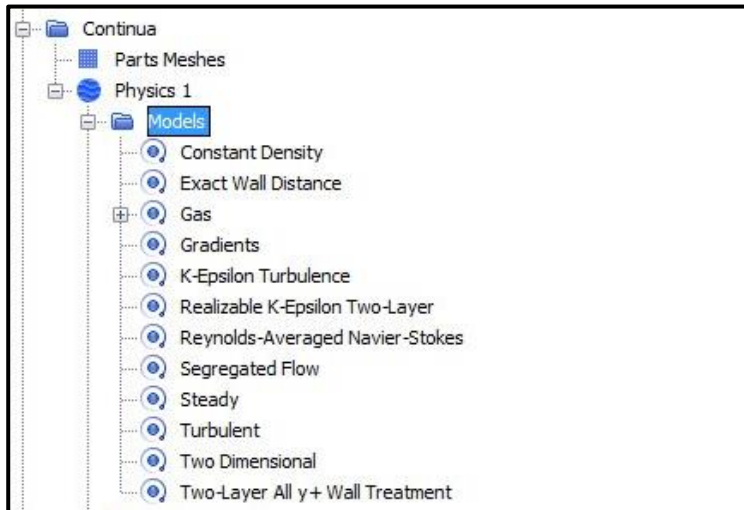 Continua
Parts Meshes
Physics 1
Models
Constant Density
Exact Wall Distance
Gas
Gradients
K-Epsilon Turbulence
Realizable K-Epsilon Two-Layer
Reynolds-Averaged Navier-Stokes
Segregated Flow
Steady
Turbulent
Two Dimensional
Two-Layer All y+ Wall Treatment